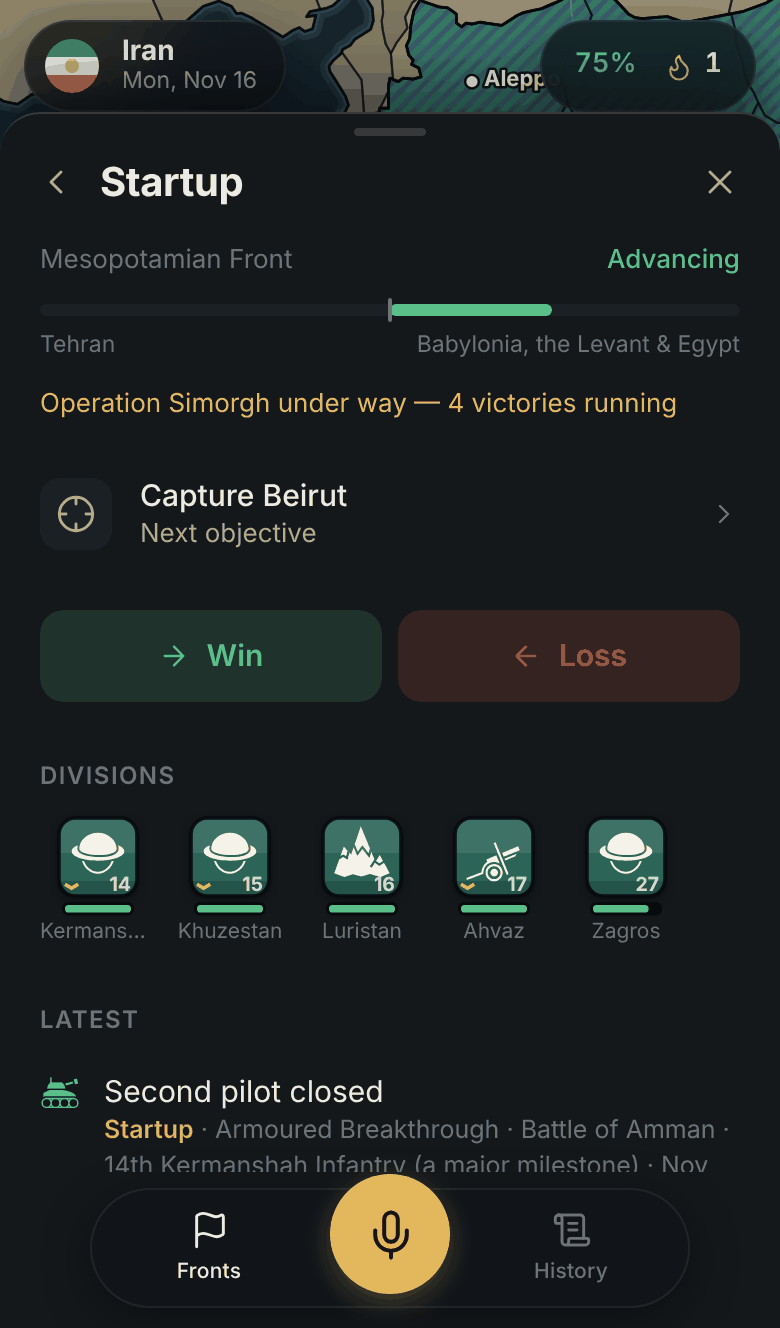 Iran
Mon, Nov 16
Aleppo
75%
1
Startup
Mesopotamian Front
Advancing
Tehran
Babylonia, the Levant & Egypt
Operation Simorgh under way — 4 victories running
Capture Beirut
Next objective
Win
Loss
DIVISIONS
14
15
16
17
27
Kermans...
Khuzestan
Luristan
Ahvaz
Zagros
LATEST
Second pilot closed
Startup · Armoured Breakthrough · Battle of Amman ·
14th Kermanshah Infantry (a major milestone) · Nov
Fronts
History